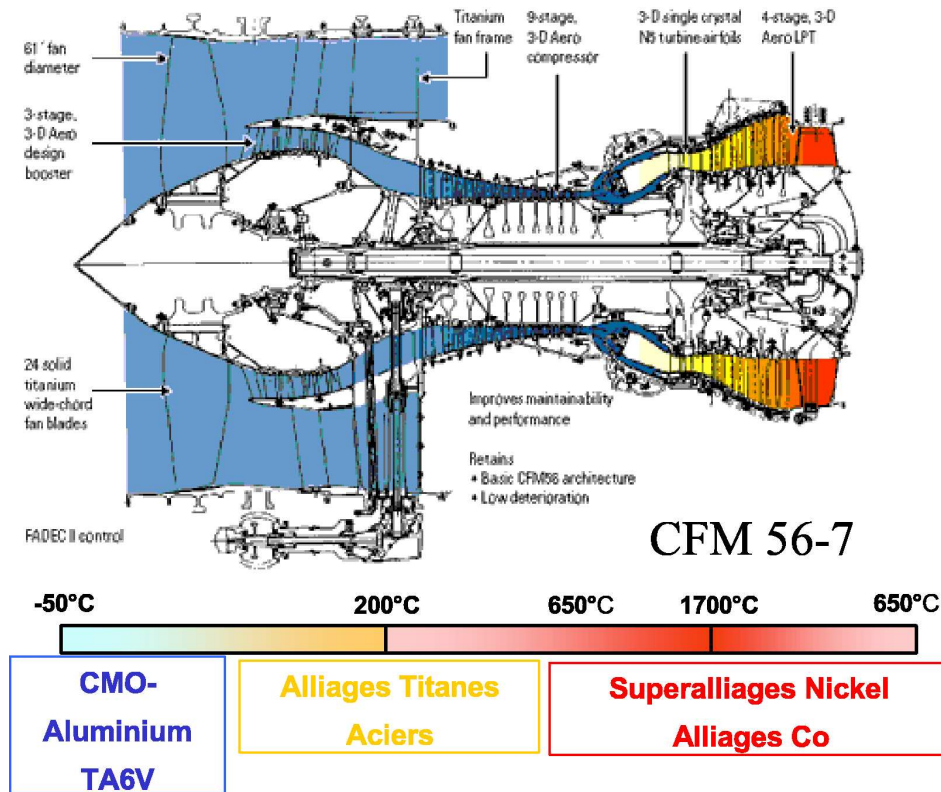 61″ fan
diameter
3-stage,
3-D Aero
design
booster
Titanium
fan frame
9-stage,
3-D Aero
compressor
3-D single crystal
N5 turbine airfoils
4-stage, 3-D
Aero LPT
24 solid
titanium
wide-chord
fan blades
Improves maintainability
and performance
Retains
• Basic CFM56 architecture
• Low deterioration
FADEC II control
CFM 56-7
-50°C 200°C 650°C 1700°C 650°C
CMO-
Aluminium
TA6V
Alliages Titanes
Aciers
Superalliages Nickel
Alliages Co